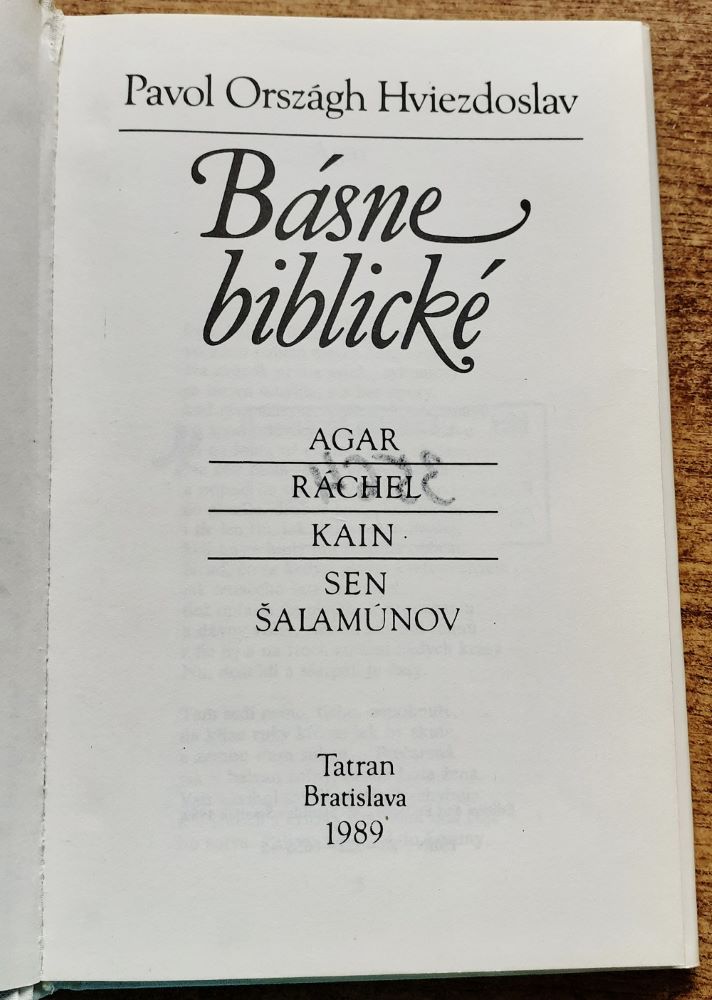 Pavol Országh Hviezdoslav
Básne
biblické
AGAR
RÁCHEL
KAIN
SEN
ŠALAMÚNOV
Tatran
Bratislava
1989